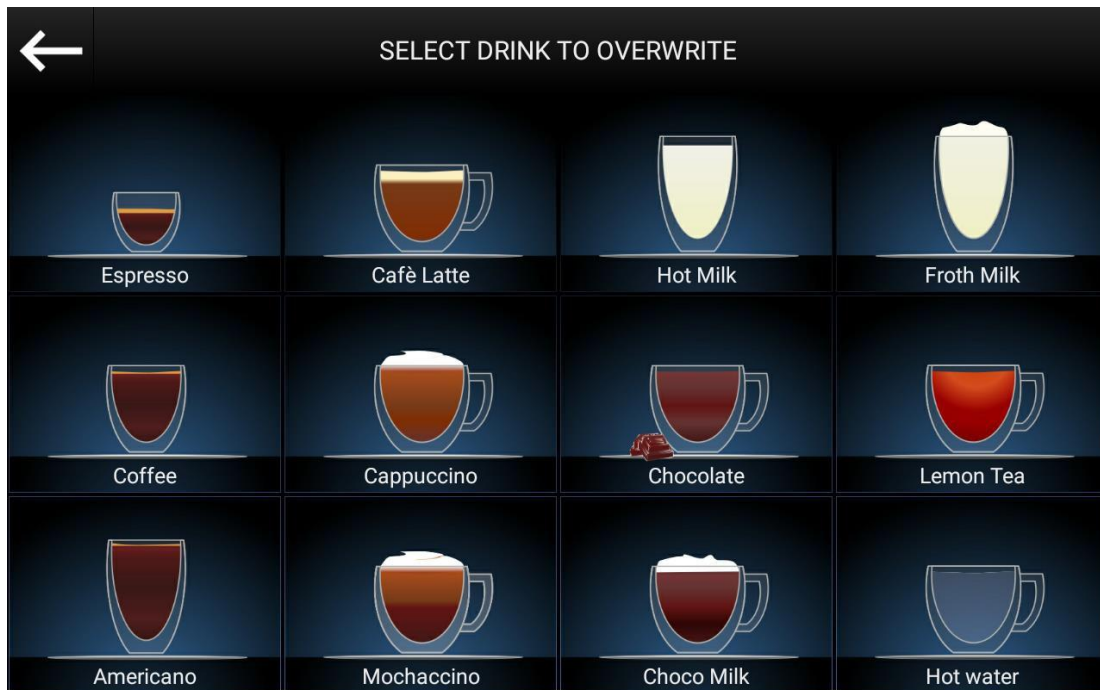 SELECT DRINK TO OVERWRITE
Espresso
Cafè Latte
Hot Milk
Froth Milk
Coffee
Cappuccino
Chocolate
Lemon Tea
Americano
Mochaccino
Choco Milk
Hot water